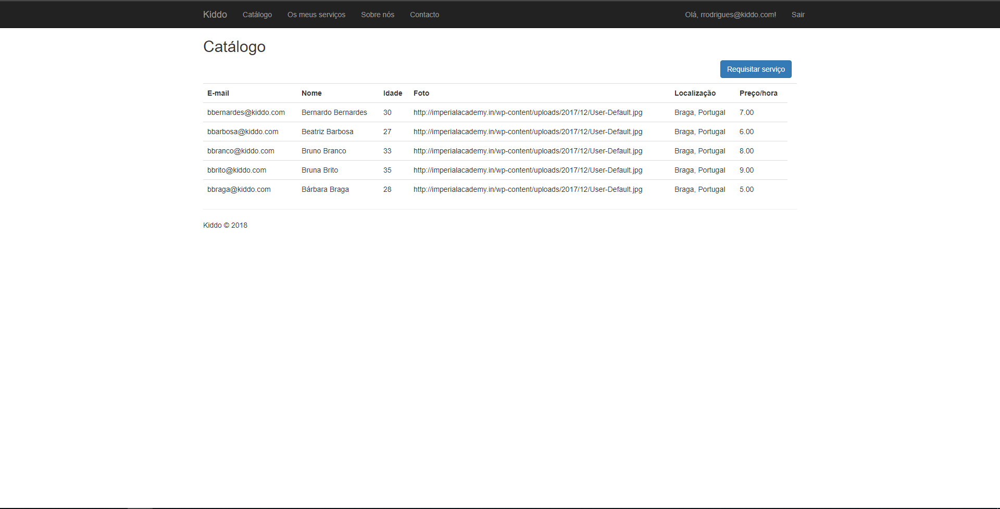 Kiddo Catálogo Os meus serviços Sobre nós Contacto Olá, rrodrigues@kiddo.com! Sair
Catálogo
Requisitar serviço
E-mail Nome Idade Foto Localização Preço/hora
bbernardes@kiddo.com Bernardo Bernardes 30 http://imperialacademy.in/wp-content/uploads/2017/12/User-Default.jpg Braga, Portugal 7.00
bbarbosa@kiddo.com Beatriz Barbosa 27 http://imperialacademy.in/wp-content/uploads/2017/12/User-Default.jpg Braga, Portugal 6.00
bbranco@kiddo.com Bruno Branco 33 http://imperialacademy.in/wp-content/uploads/2017/12/User-Default.jpg Braga, Portugal 8.00
bbrito@kiddo.com Bruna Brito 35 http://imperialacademy.in/wp-content/uploads/2017/12/User-Default.jpg Braga, Portugal 9.00
bbraga@kiddo.com Bárbara Braga 28 http://imperialacademy.in/wp-content/uploads/2017/12/User-Default.jpg Braga, Portugal 5.00
Kiddo © 2018